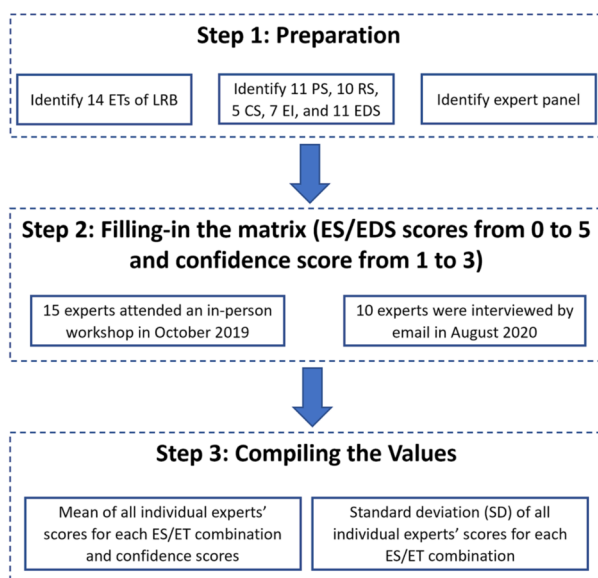 Step 1: Preparation
Identify 14 ETs of LRB
Identify 11 PS, 10 RS,
5 CS, 7 EI, and 11 EDS
Identify expert panel
Step 2: Filling-in the matrix (ES/EDS scores from 0 to 5
and confidence score from 1 to 3)
15 experts attended an in-person
workshop in October 2019
10 experts were interviewed by
email in August 2020
Step 3: Compiling the Values
Mean of all individual experts’
scores for each ES/ET combination
and confidence scores
Standard deviation (SD) of all
individual experts’ scores for each
ES/ET combination